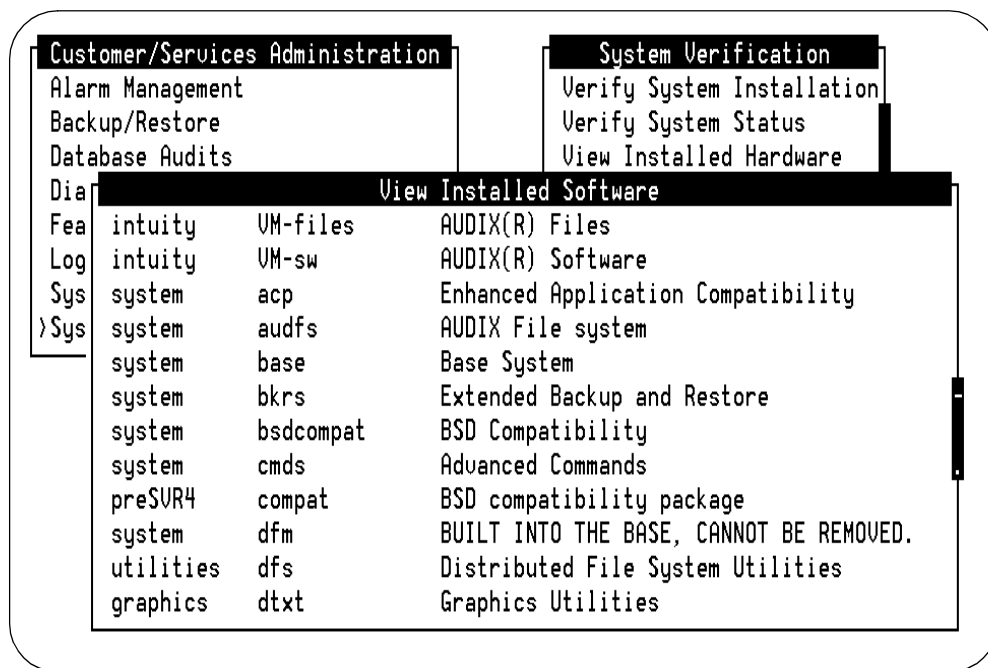 Customer/Services Administration
Alarm Management
Backup/Restore
Database Audits
Dia
Fea
Log
Sys
>Sys
System Verification
Verify System Installation
Verify System Status
View Installed Hardware
View Installed Software
intuity VM-files AUDIX(R) Files
intuity VM-sw AUDIX(R) Software
system acp Enhanced Application Compatibility
system audfs AUDIX File system
system base Base System
system bkrs Extended Backup and Restore
system bsdcompat BSD Compatibility
system cmds Advanced Commands
preSVR4 compat BSD compatibility package
system dfm BUILT INTO THE BASE, CANNOT BE REMOVED.
utilities dfs Distributed File System Utilities
graphics dtxt Graphics Utilities